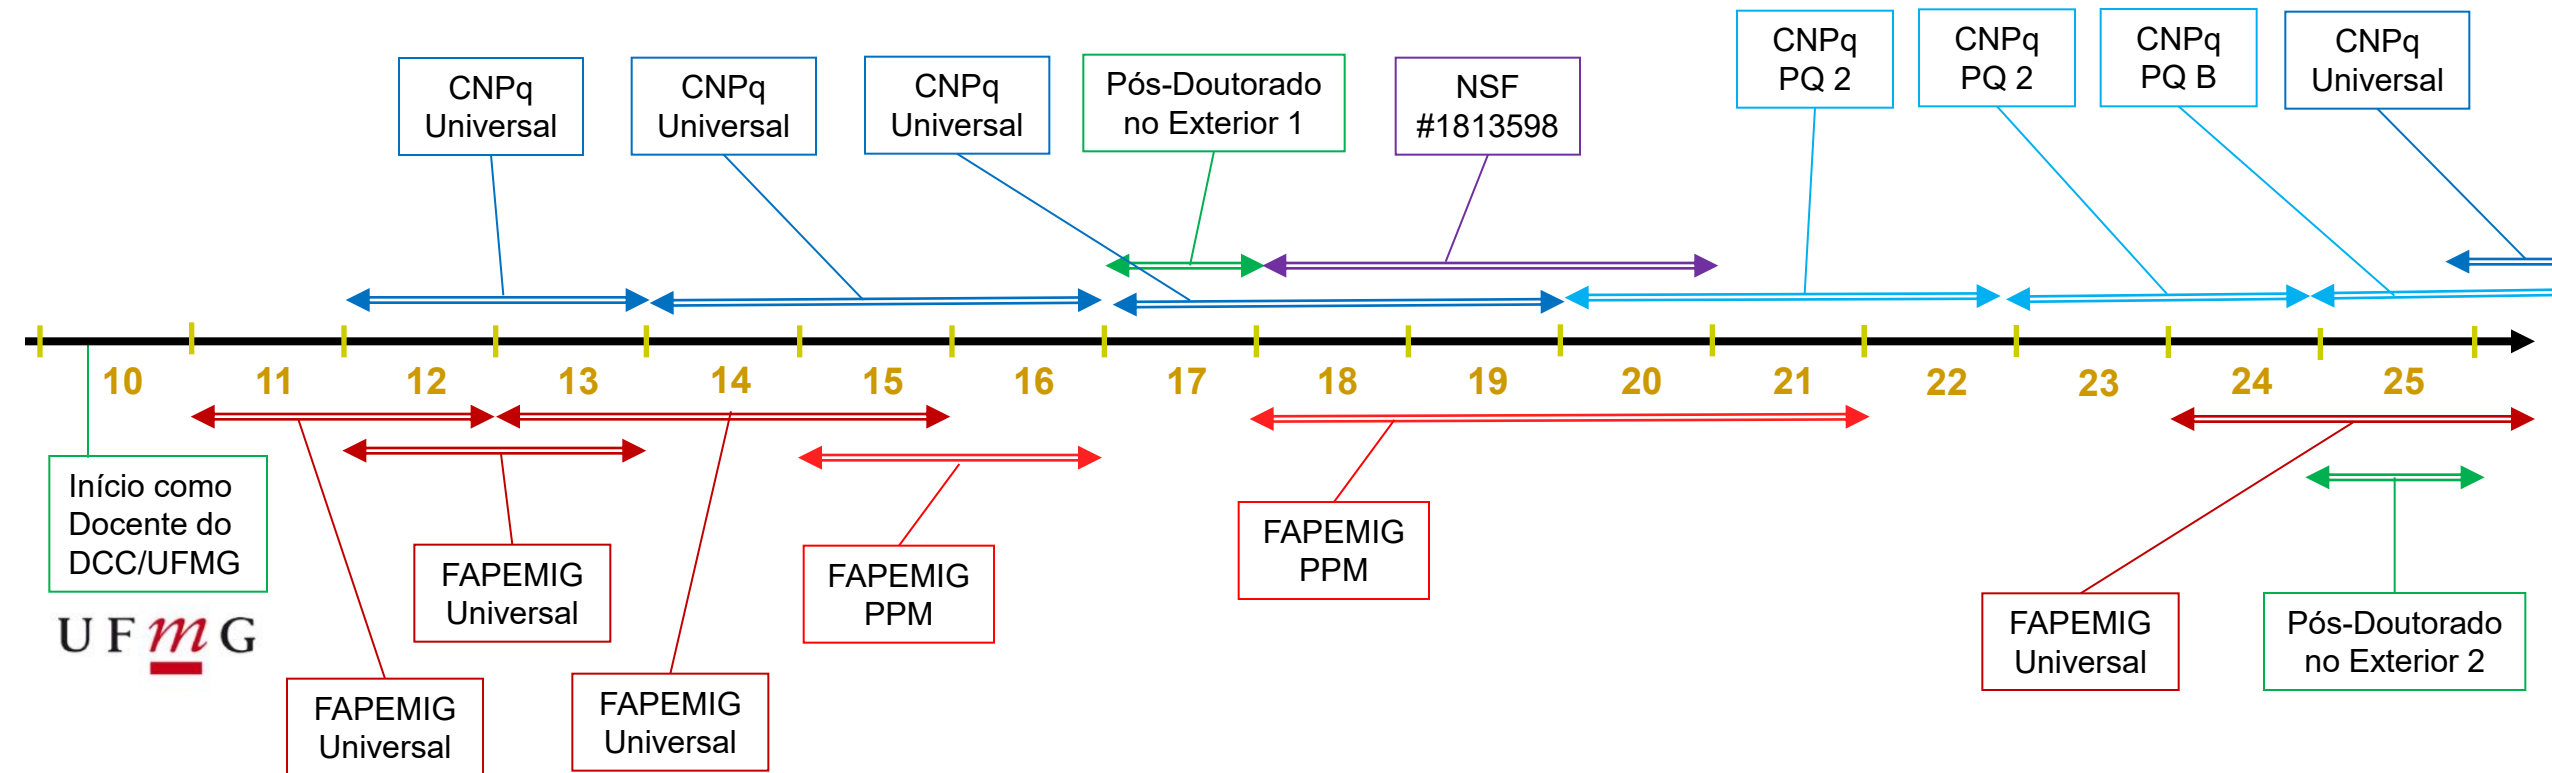 CNPq
Universal
CNPq
Universal
CNPq
Universal
Pós-Doutorado
no Exterior 1
NSF
#1813598
CNPq
PQ 2
CNPq
PQ 2
CNPq
PQ B
CNPq
Universal
10 11 12 13 14 15 16 17 18 19 20 21 22 23 24 25
Início como
Docente do
DCC/UFMG
UFmG
FAPEMIG
Universal
FAPEMIG
Universal
FAPEMIG
Universal
FAPEMIG
PPM
FAPEMIG
PPM
FAPEMIG
Universal
Pós-Doutorado
no Exterior 2